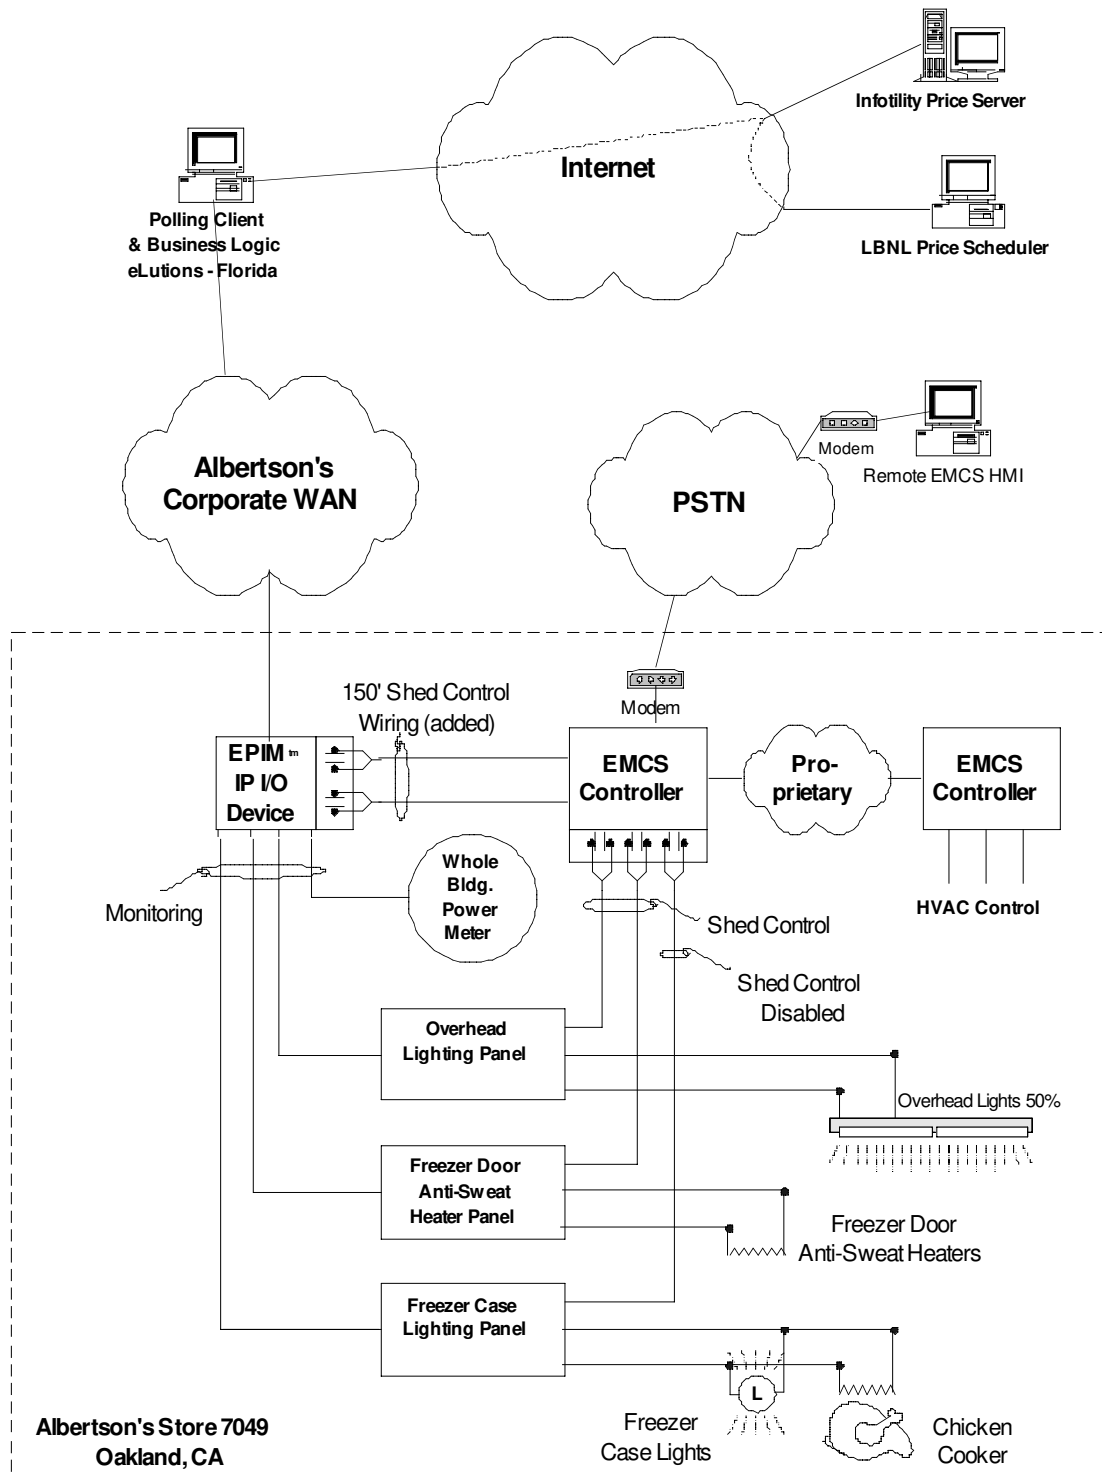 Infotility Price Server
Internet
LBNL Price Scheduler
Polling Client
& Business Logic
eLutions - Florida
Albertson's
Corporate WAN
PSTN
Modem
Remote EMCS HMI
150' Shed Control
Wiring (added)
Modem
EPIM tm
IP I/O
Device
EMCS
Controller
Pro-
prietary
EMCS
Controller
Monitoring
Whole
Bldg.
Power
Meter
HVAC Control
Shed Control
Shed Control
Disabled
Overhead
Lighting Panel
Overhead Lights 50%
Freezer Door
Anti-Sweat
Heater Panel
Freezer Door
Anti-Sweat Heaters
Freezer Case
Lighting Panel
L
Freezer
Case Lights
Chicken
Cooker
Albertson's Store 7049
Oakland, CA